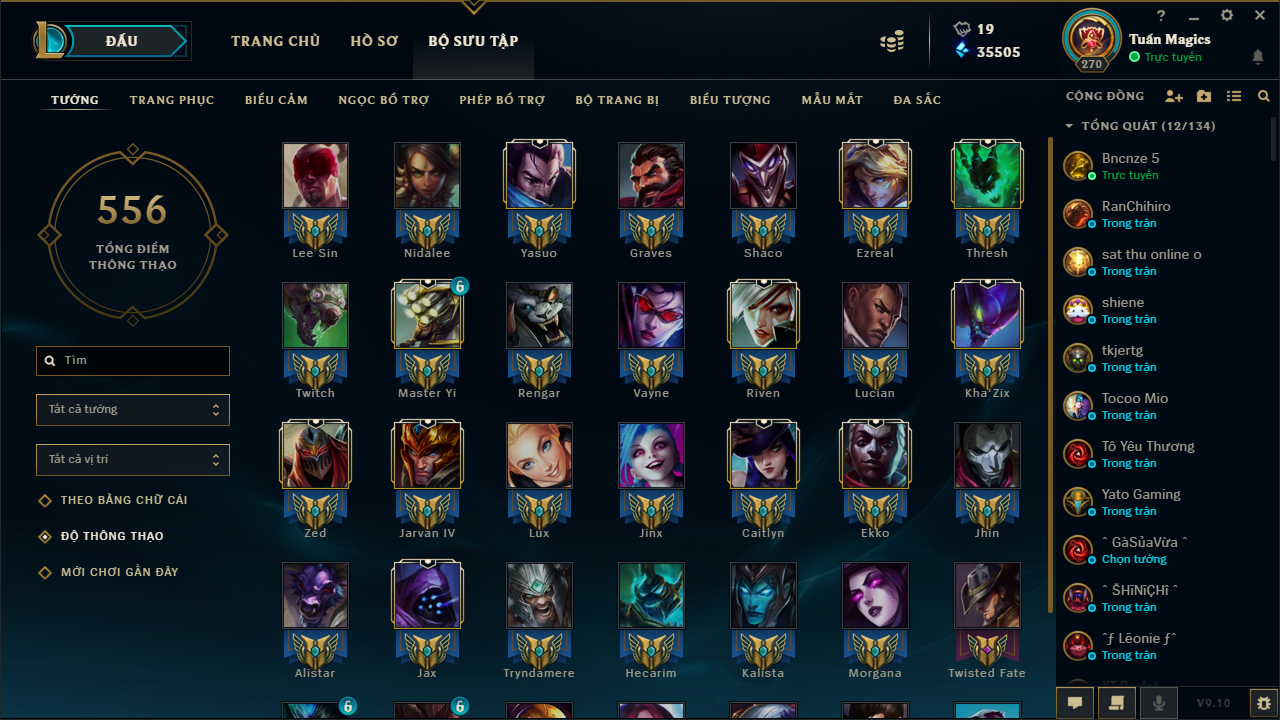 ĐẤU
TRANG CHỦ
HỒ SƠ
BỘ SƯU TẬP
19
35505
270
Tuấn Magics
Trực tuyến
TƯỚNG
TRANG PHỤC
BIỂU CẢM
NGỌC BỔ TRỢ
PHÉP BỔ TRỢ
BỘ TRANG BỊ
BIỂU TƯỢNG
MẪU MẮT
ĐA SẮC
CỘNG ĐỒNG
556
TỔNG ĐIỂM
THÔNG THẠO
Tìm
Tất cả tướng
Tất cả vị trí
THEO BẢNG CHỮ CÁI
ĐỘ THÔNG THẠO
MỚI CHƠI GẦN ĐÂY
Lee Sin
Nidalee
Yasuo
Graves
Shaco
Ezreal
Thresh
6
Twitch
Master Yi
Rengar
Vayne
Riven
Lucian
Kha'Zix
Zed
Jarvan IV
Lux
Jinx
Caitlyn
Ekko
Jhin
Alistar
Jax
Tryndamere
Hecarim
Kalista
Morgana
Twisted Fate
6
6
TỔNG QUÁT (12/134)
Bncnze 5
Trực tuyến
RanChihiro
Trong trận
sat thu online o
Trong trận
shiene
Trong trận
tkjertg
Trong trận
Tocoo Mio
Trong trận
Tô Yêu Thương
Trong trận
Yato Gaming
Trong trận
ˆ GàSủaVừa ˆ
Chọn tướng
ˆ ŠHïNïÇHî ˆ
Trong trận
ˆƒ Lêonie ƒˆ
Trong trận
V9.10